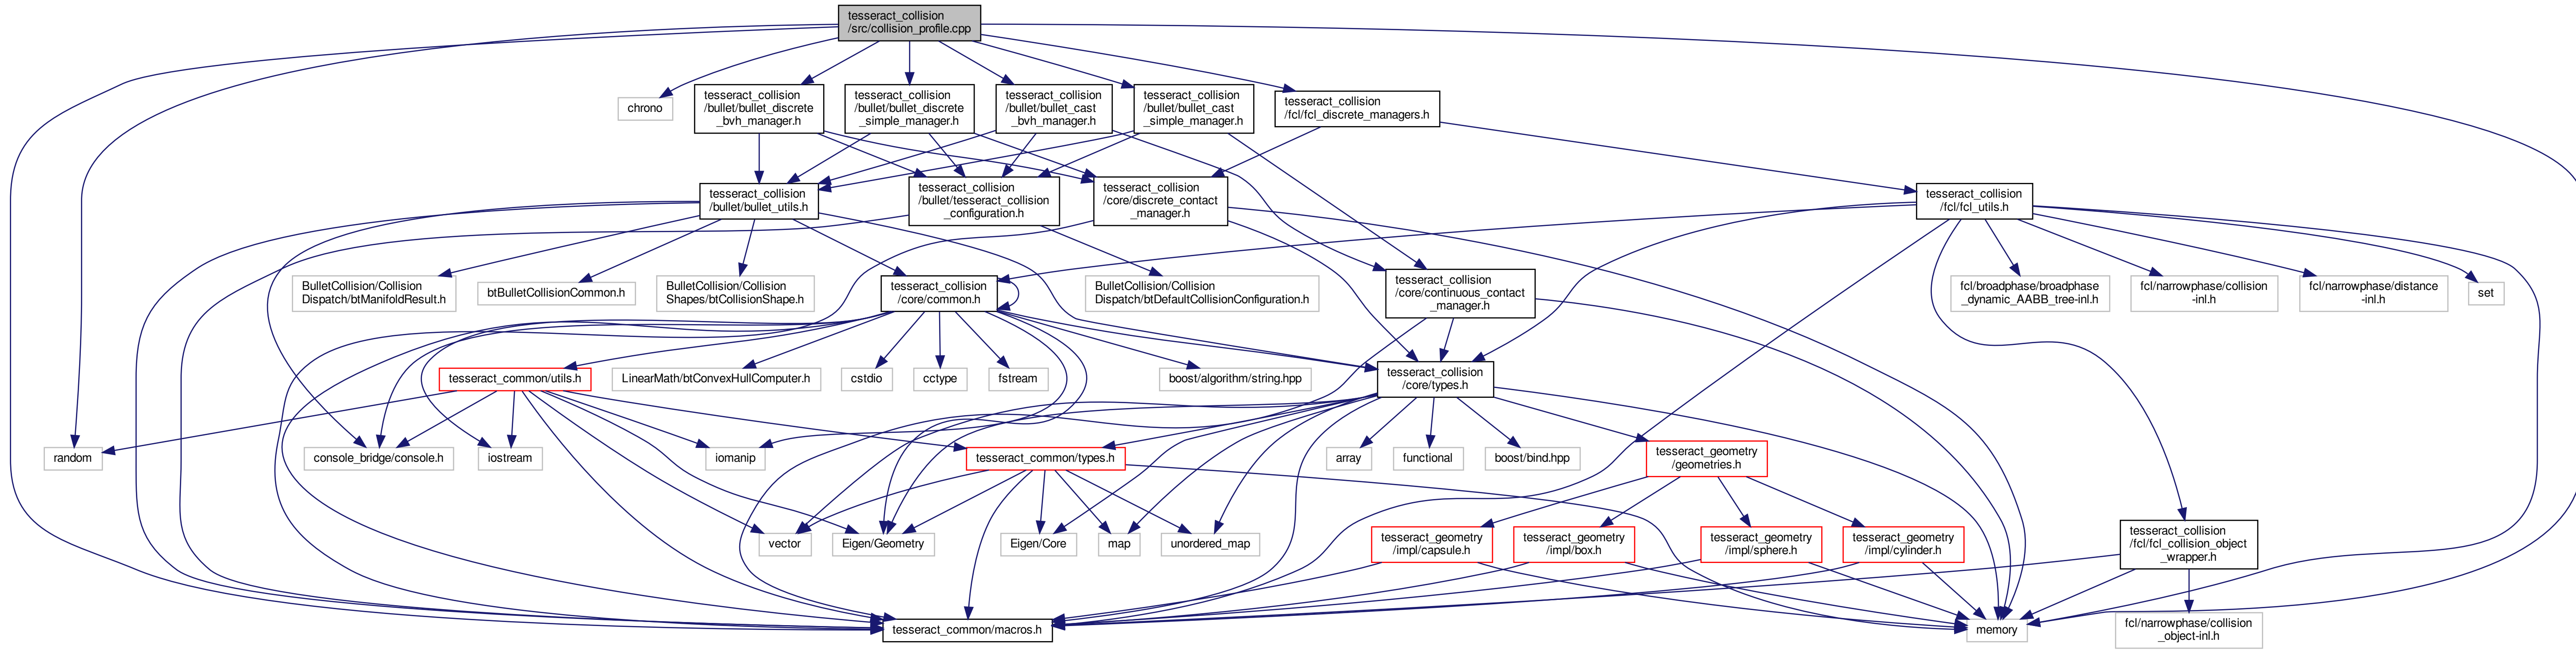 tesseract_collision
/src/collision_profile.cpp
chrono
tesseract_collision
/bullet/bullet_discrete
_bvh_manager.h
tesseract_collision
/bullet/bullet_discrete
_simple_manager.h
tesseract_collision
/bullet/bullet_cast
_bvh_manager.h
tesseract_collision
/bullet/bullet_cast
_simple_manager.h
tesseract_collision
/fcl/fcl_discrete_managers.h
tesseract_collision
/bullet/bullet_utils.h
tesseract_collision
/bullet/tesseract_collision
_configuration.h
tesseract_collision
/core/discrete_contact
_manager.h
tesseract_collision
/fcl/fcl_utils.h
BulletCollision/Collision
Dispatch/btManifoldResult.h
btBulletCollisionCommon.h
BulletCollision/Collision
Shapes/btCollisionShape.h
tesseract_collision
/core/common.h
BulletCollision/Collision
Dispatch/btDefaultCollisionConfiguration.h
tesseract_collision
/core/continuous_contact
_manager.h
fcl/broadphase/broadphase
_dynamic_AABB_tree-inl.h
fcl/narrowphase/collision
-inl.h
fcl/narrowphase/distance
-inl.h
set
tesseract_common/utils.h
LinearMath/btConvexHullComputer.h
cstdio
cctype
fstream
boost/algorithm/string.hpp
tesseract_collision
/core/types.h
random
console_bridge/console.h
iostream
iomanip
tesseract_common/types.h
array
functional
boost/bind.hpp
tesseract_geometry
/geometries.h
vector
Eigen/Geometry
Eigen/Core
map
unordered_map
tesseract_geometry
/impl/capsule.h
tesseract_geometry
/impl/box.h
tesseract_geometry
/impl/sphere.h
tesseract_geometry
/impl/cylinder.h
tesseract_collision
/fcl/fcl_collision_object
_wrapper.h
tesseract_common/macros.h
memory
fcl/narrowphase/collision
_object-inl.h